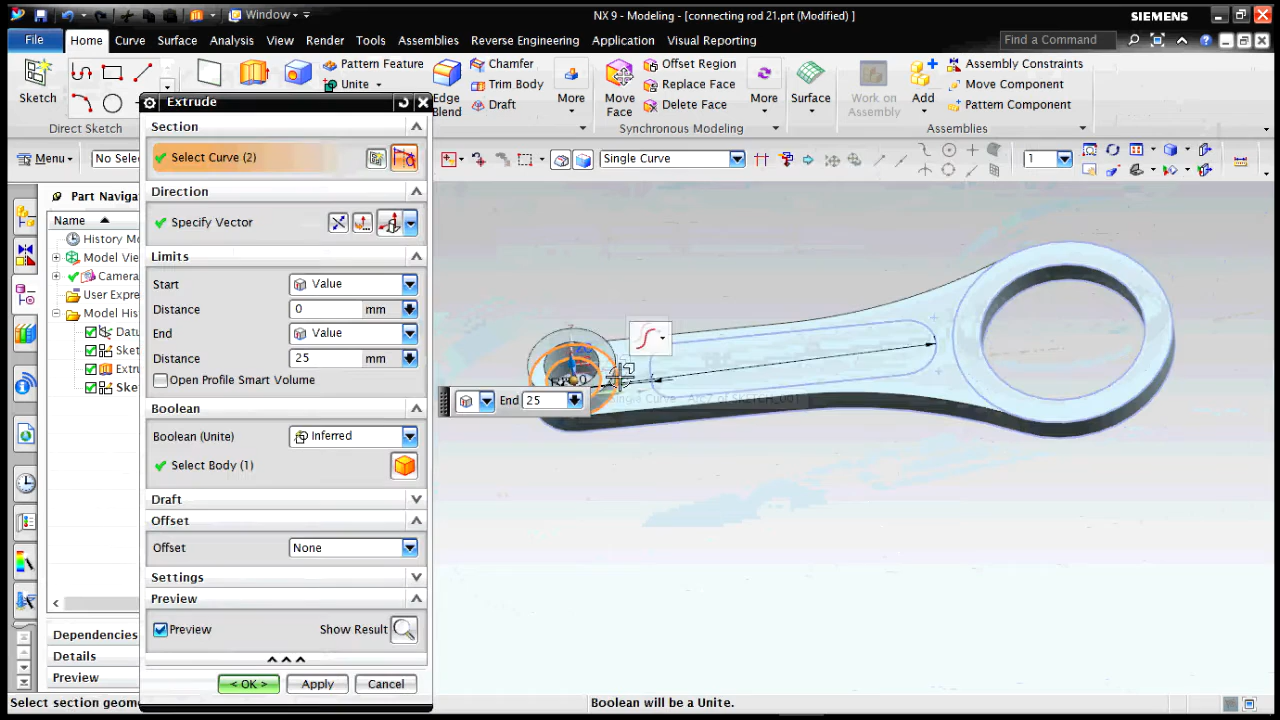 Window
NX 9 - Modeling - [connecting rod 21.prt (Modified) ]
SIEMENS
File
Home
Curve
Surface
Analysis
View
Render
Tools
Assemblies
Reverse Engineering
Application
Visual Reporting
Find a Command
Sketch
Direct Sketch
Pattern Feature
Unite
Edge Blend
Chamfer
Trim Body
Draft
More
Move Face
Offset Region
Replace Face
Delete Face
More
Synchronous Modeling
Surface
Work on Assembly
Add
Assembly Constraints
Move Component
Pattern Component
Assemblies
Menu
No Sele
Single Curve
1
Part Naviga
Name
History Mo
Model View
Camera
User Expre
Model Hist
Datu
Sket
Extru
Ske
Dependencies
Details
Preview
Extrude
Section
Select Curve (2)
Direction
Specify Vector
Limits
Start
Value
Distance
0
mm
End
Value
Distance
25
mm
Open Profile Smart Volume
Boolean
Boolean (Unite)
Inferred
Select Body (1)
Draft
Offset
Offset
None
Settings
Preview
Preview
Show Result
< OK >
Apply
Cancel
End 25
Select section geom
Boolean will be a Unite.